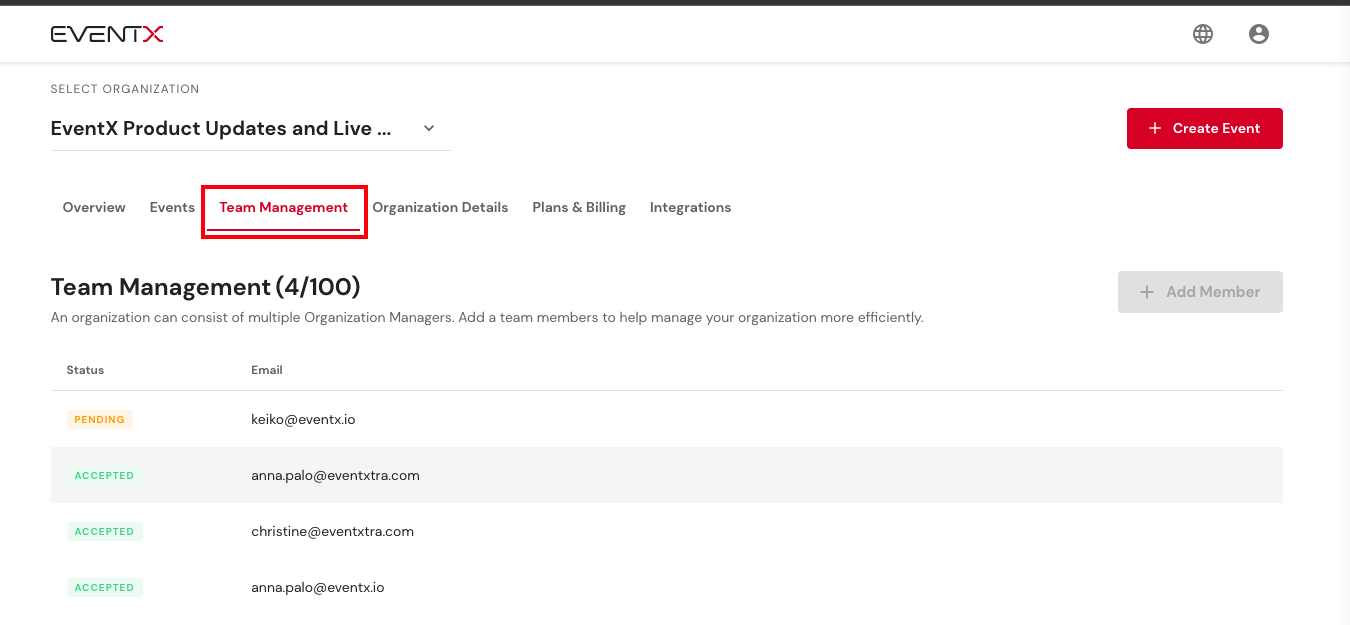 EVENTX
SELECT ORGANIZATION
EventX Product Updates and Live ...
+ Create Event
Overview Events Team Management Organization Details Plans & Billing Integrations
Team Management (4/100)
+ Add Member
An organization can consist of multiple Organization Managers. Add a team members to help manage your organization more efficiently.
Status Email
PENDING keiko@eventx.io
ACCEPTED anna.palo@eventxtra.com
ACCEPTED christine@eventxtra.com
ACCEPTED anna.palo@eventx.io